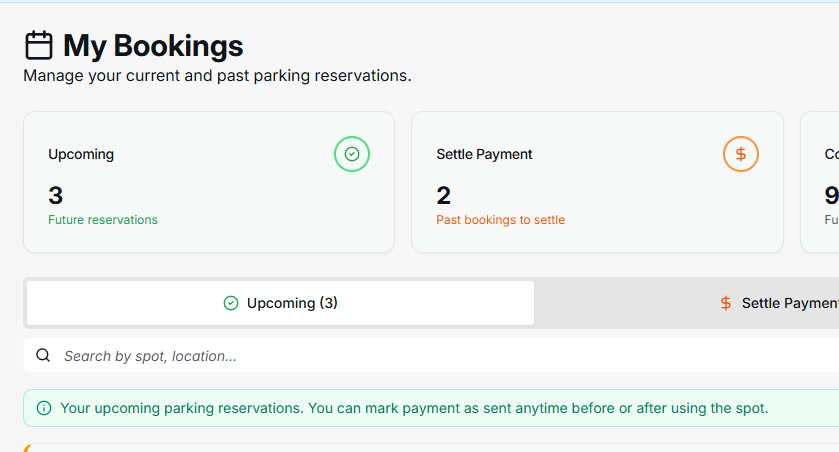 My Bookings
Manage your current and past parking reservations.
Upcoming
3
Future reservations
Settle Payment
2
Past bookings to settle
9
Upcoming (3)
Settle Payment
Search by spot, location...
Your upcoming parking reservations. You can mark payment as sent anytime before or after using the spot.